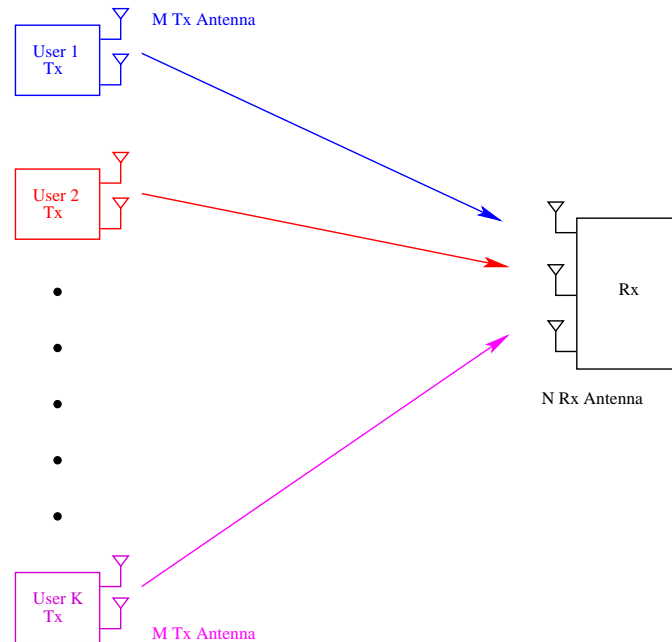 M Tx Antenna
User 1
Tx
User 2
Tx
Rx
N Rx Antenna
User K
Tx
M Tx Antenna